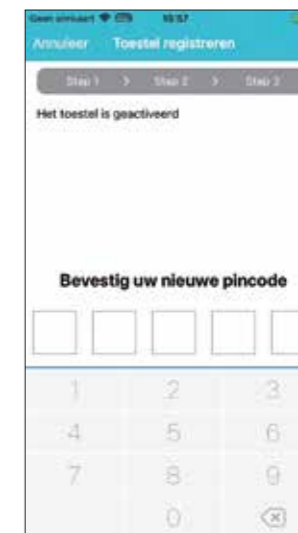 Geen simkaart 10:57
Annuleer Toestel registreren
Step 1 > Step 2 > Step 3
Het toestel is geactiveerd
Bevestig uw nieuwe pincode
1 2 3
4 5 6
7 8 9
0